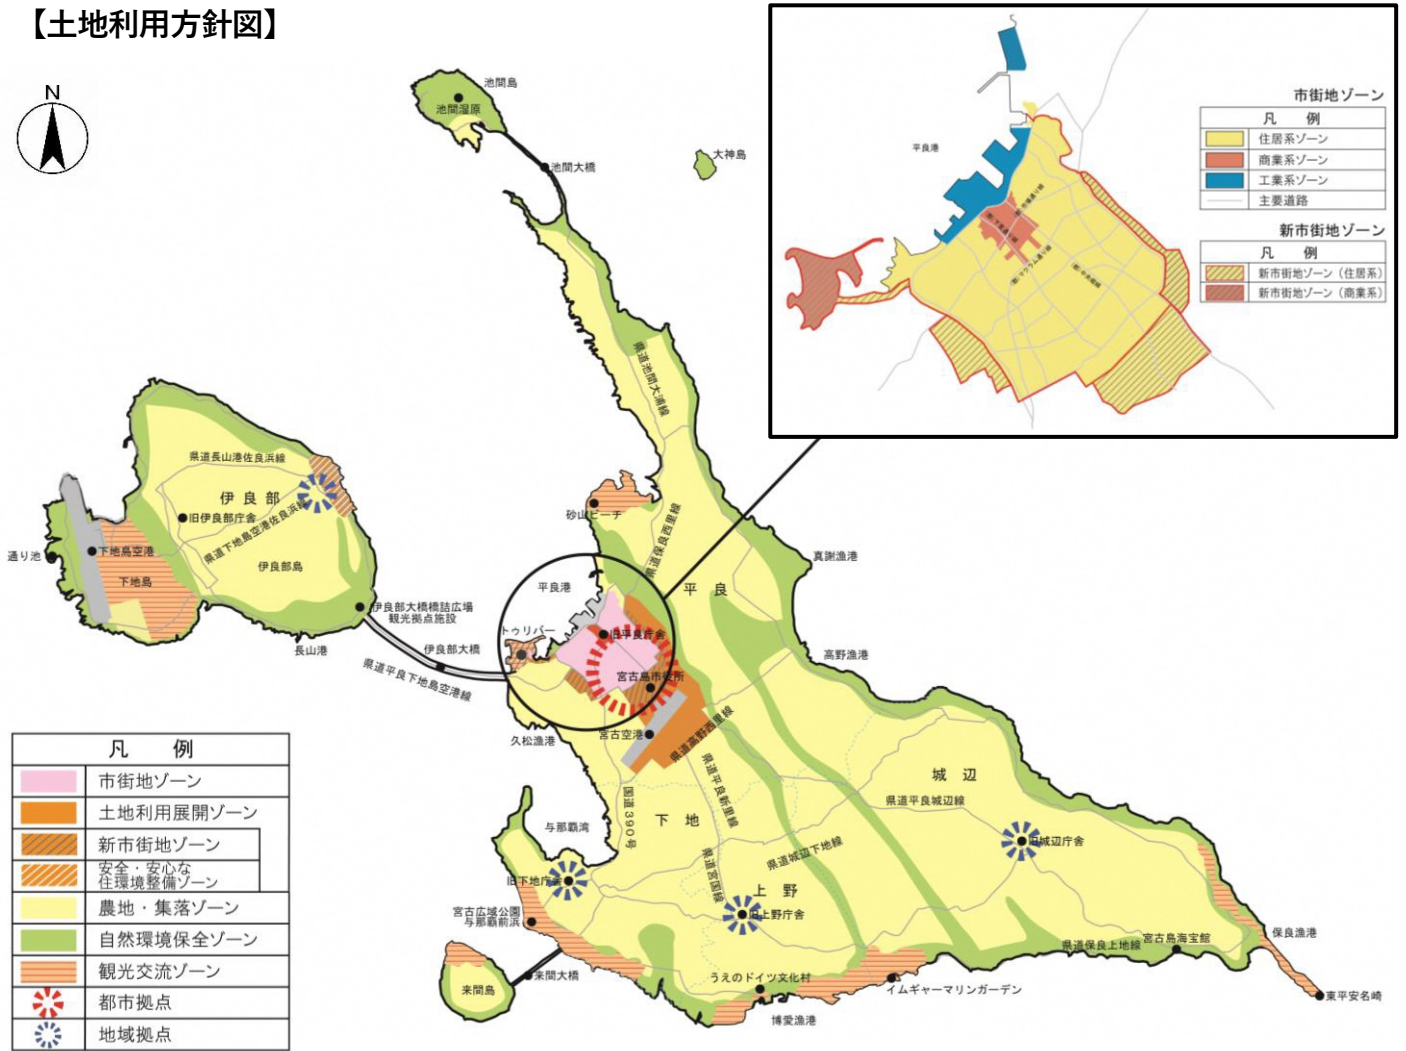 【土地利用方針図】
N
池間島
池間湿原
池間大橋
大神島
県道池間大浦線
県道長山港佐良浜線
伊良部
旧伊良部庁舎
県道下地島空港佐良浜線
通り池
下地島空港
下地島
伊良部島
伊良部大橋橋詰広場
観光拠点施設
長山港
伊良部大橋
県道平良下地島空港線
砂山ビーチ
県道保良西里線
平良港
平良
真謝漁港
トゥリバー
旧平良庁舎
宮古島市役所
高野漁港
久松漁港
宮古空港
県道高野西里線
県道平良新里線
国道390号
下地
与那覇湾
城辺
県道平良城辺線
県道城辺下地線
旧城辺庁舎
県道宮国線
上野
旧下地庁舎
旧上野庁舎
宮古広域公園
与那覇前浜
来間大橋
来間島
うえのドイツ文化村
博愛漁港
イムギャーマリンガーデン
県道保良上地線
宮古島海宝館
保良漁港
東平安名崎
凡 例
市街地ゾーン
土地利用展開ゾーン
新市街地ゾーン
安全・安心な
住環境整備ゾーン
農地・集落ゾーン
自然環境保全ゾーン
観光交流ゾーン
都市拠点
地域拠点
平良港
市街地ゾーン
凡 例
住居系ゾーン
商業系ゾーン
工業系ゾーン
主要道路
新市街地ゾーン
凡 例
新市街地ゾーン（住居系）
新市街地ゾーン（商業系）
(都)マクラム通り線